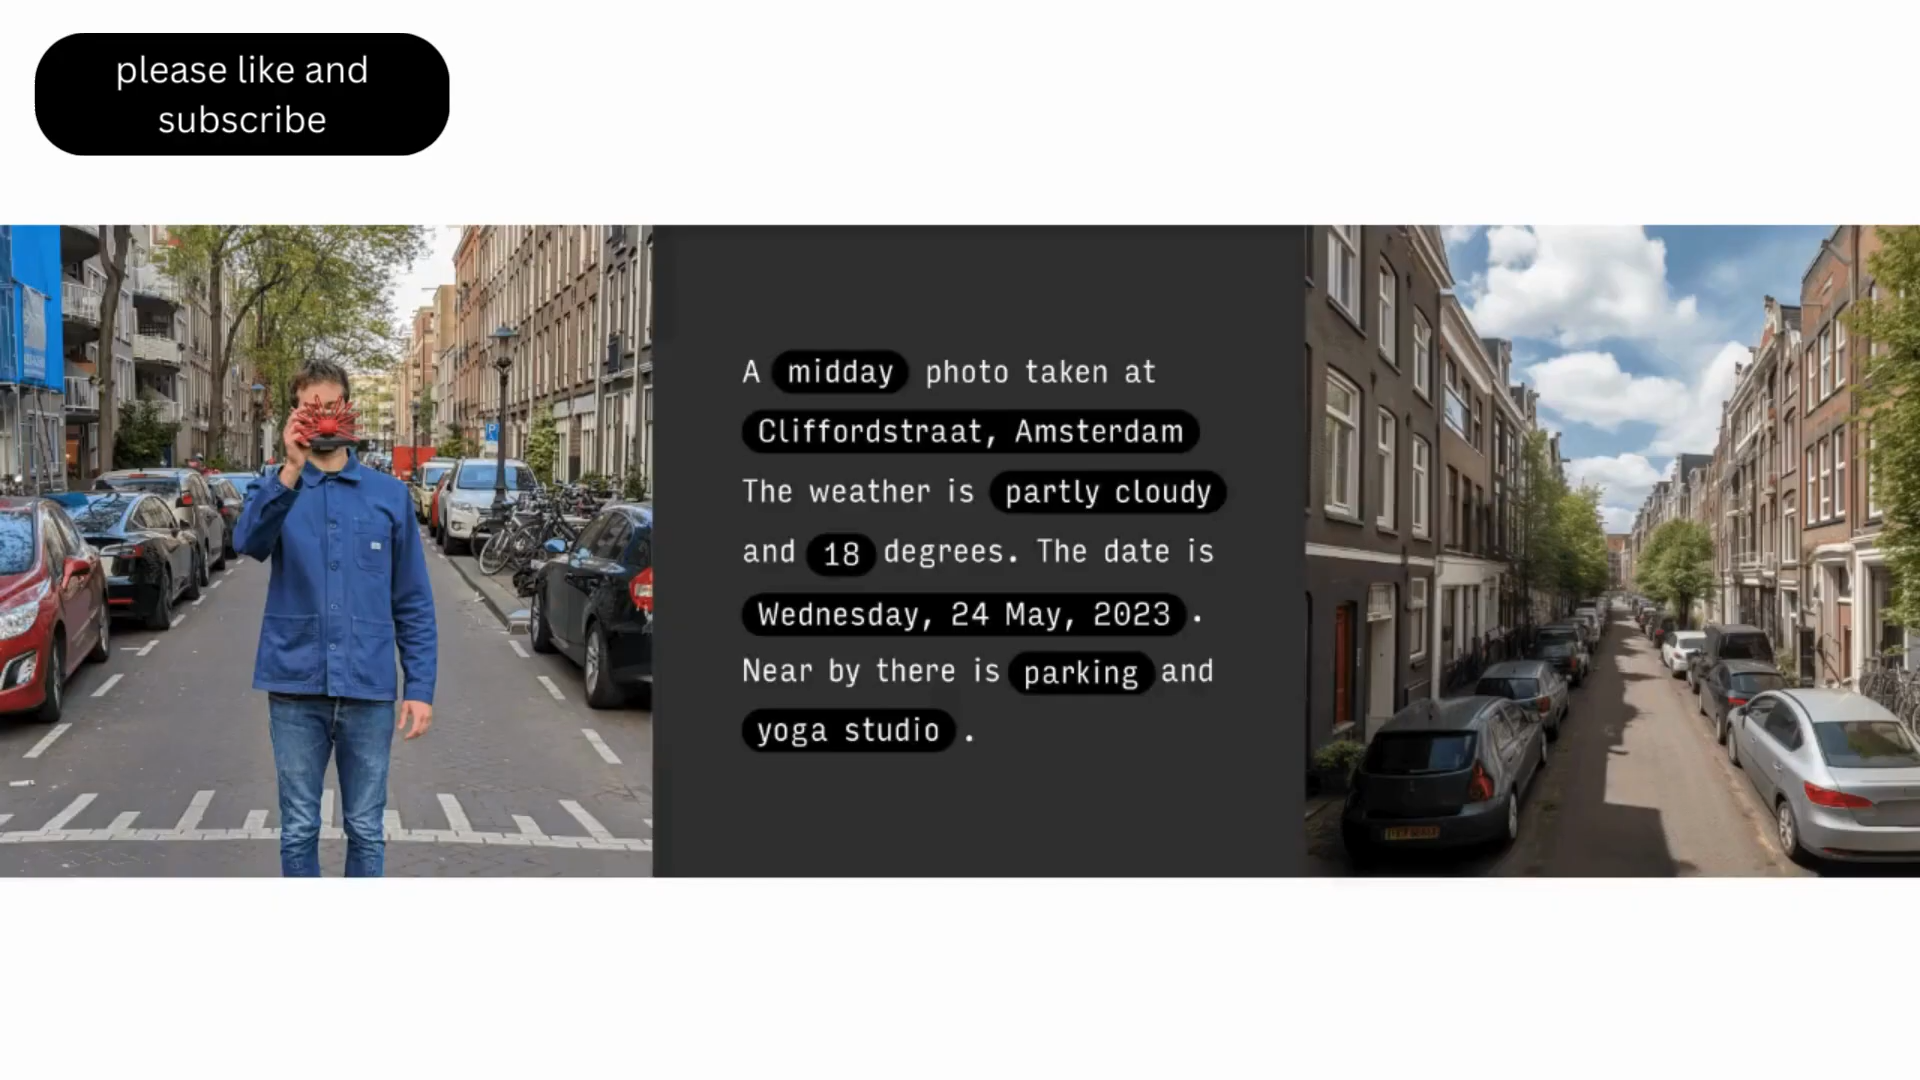 please like and
subscribe
A midday photo taken at
Cliffordstraat, Amsterdam
The weather is partly cloudy
and 18 degrees. The date is
Wednesday, 24 May, 2023.
Near by there is parking and
yoga studio.
P